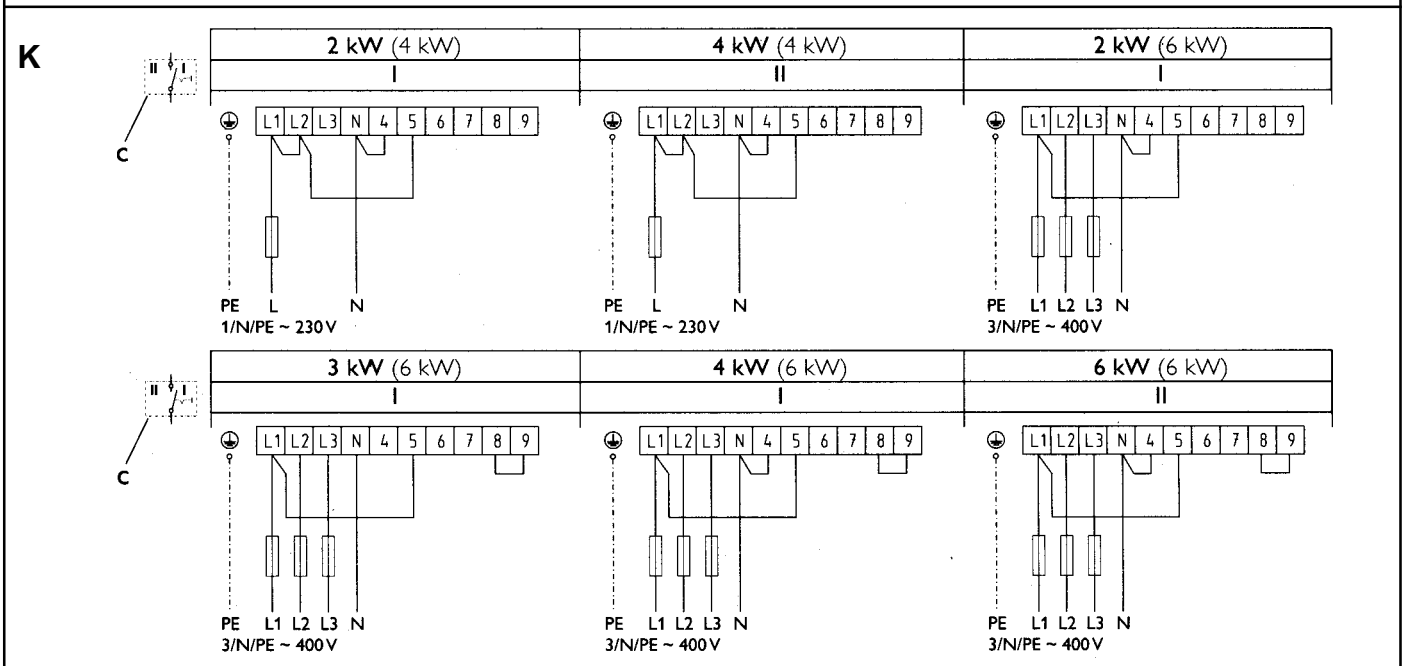 K
2 kW (4 kW) 4 kW (4 kW) 2 kW (6 kW)
II I
I II I
C
L1 L2 L3 N 4 5 6 7 8 9 L1 L2 L3 N 4 5 6 7 8 9 L1 L2 L3 N 4 5 6 7 8 9
PE L N PE L N PE L1 L2 L3 N
1/N/PE ~ 230 V 1/N/PE ~ 230 V 3/N/PE ~ 400 V
3 kW (6 kW) 4 kW (6 kW) 6 kW (6 kW)
II I
I I II
C
L1 L2 L3 N 4 5 6 7 8 9 L1 L2 L3 N 4 5 6 7 8 9 L1 L2 L3 N 4 5 6 7 8 9
PE L1 L2 L3 N PE L1 L2 L3 N PE L1 L2 L3 N
3/N/PE ~ 400 V 3/N/PE ~ 400 V 3/N/PE ~ 400 V